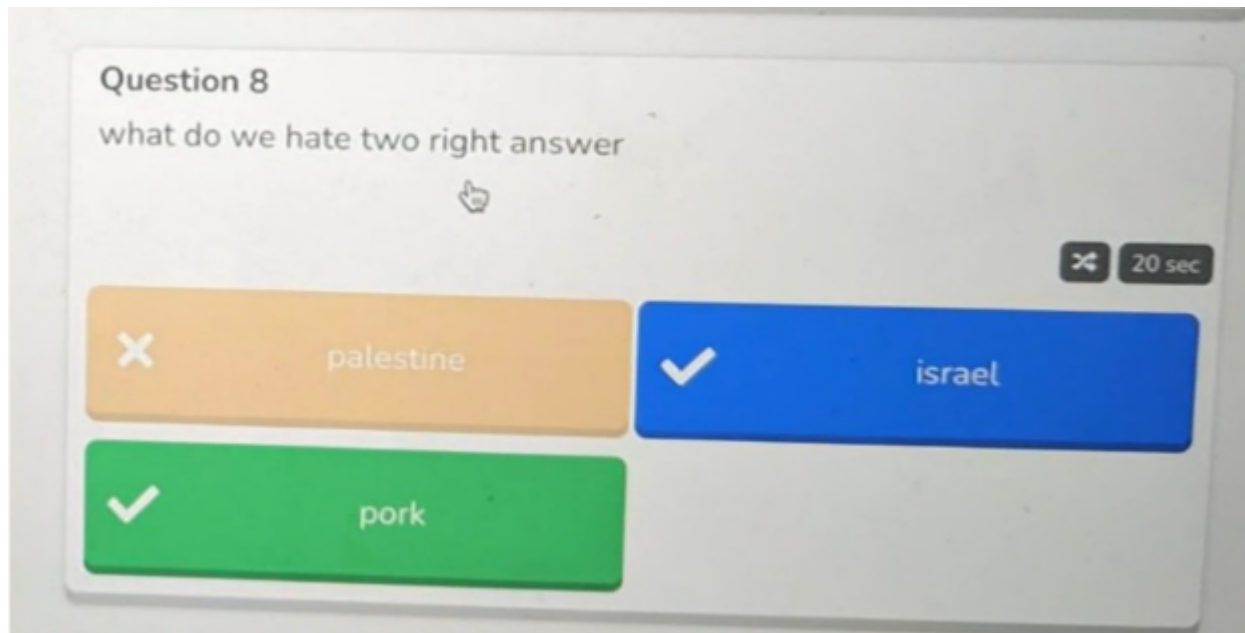 Question 8
what do we hate two right answer
20 sec
palestine
israel
pork